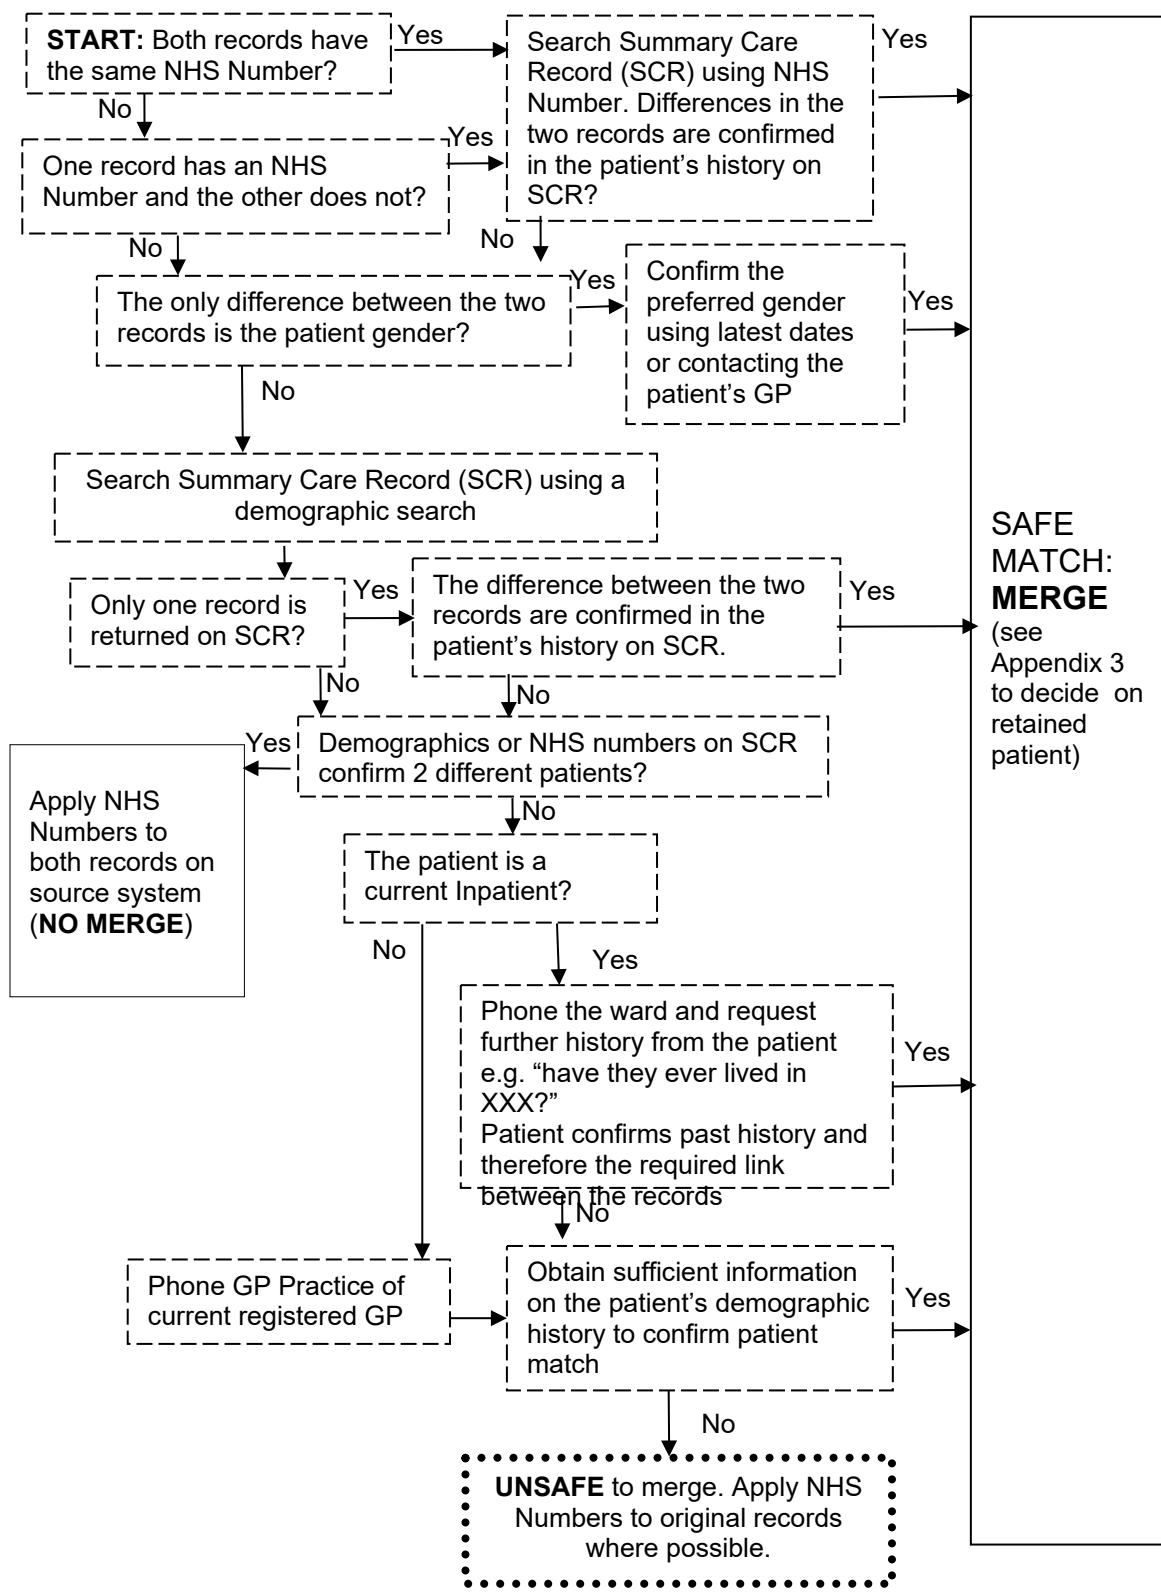 START: Both records have
the same NHS Number?
Yes
Search Summary Care
Record (SCR) using NHS
Number. Differences in the
two records are confirmed
in the patient’s history on
SCR?
Yes
No
One record has an NHS
Number and the other does not?
Yes
No
No
The only difference between the two
records is the patient gender?
Yes
Confirm the
preferred gender
using latest dates
or contacting the
patient’s GP
Yes
No
Search Summary Care Record (SCR) using a
demographic search
Only one record is
returned on SCR?
Yes
The difference between the two
records are confirmed in the
patient’s history on SCR.
Yes
No
No
Demographics or NHS numbers on SCR
confirm 2 different patients?
Yes
Apply NHS
Numbers to
both records on
source system
(NO MERGE)
No
The patient is a
current Inpatient?
No
Yes
Phone the ward and request
further history from the patient
e.g. “have they ever lived in
XXX?”
Patient confirms past history and
therefore the required link
between the records
Yes
No
Phone GP Practice of
current registered GP
Obtain sufficient information
on the patient’s demographic
history to confirm patient
match
Yes
No
UNSAFE to merge. Apply NHS
Numbers to original records
where possible.
SAFE
MATCH:
MERGE
(see
Appendix 3
to decide on
retained
patient)